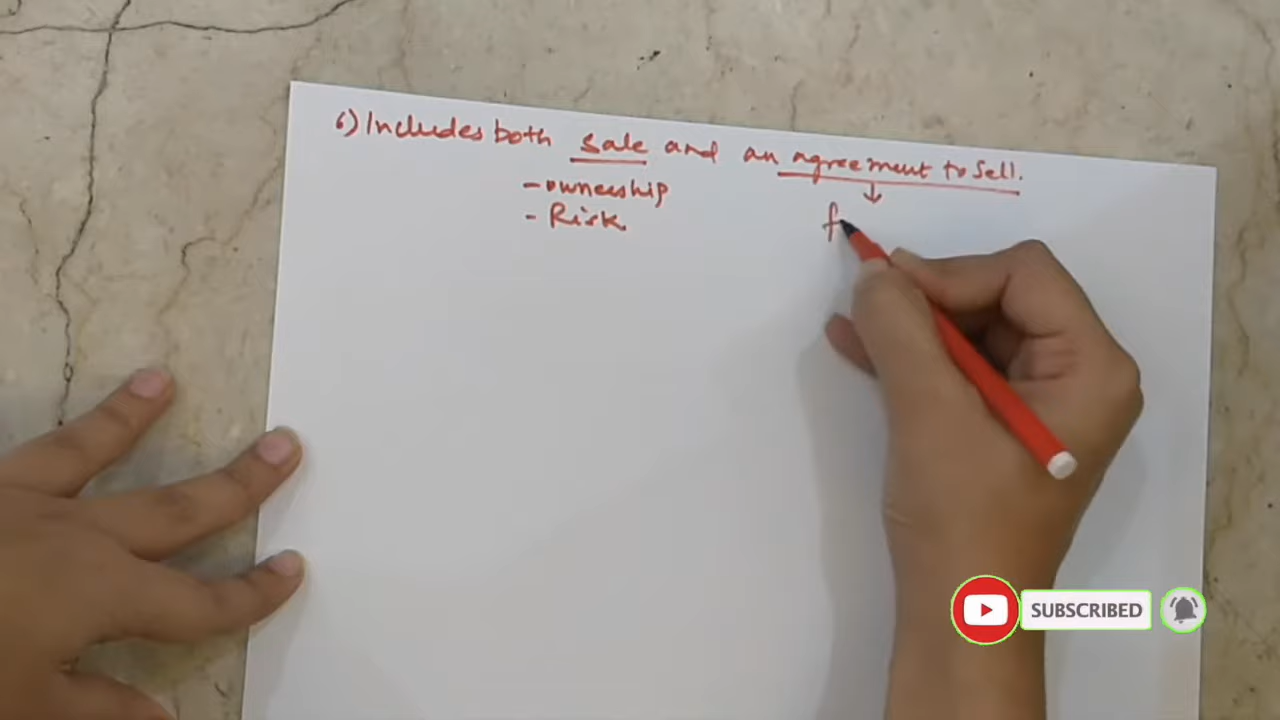 6) Includes both sale and an agreement to sell.
- ownership
- Risk
f
SUBSCRIBED